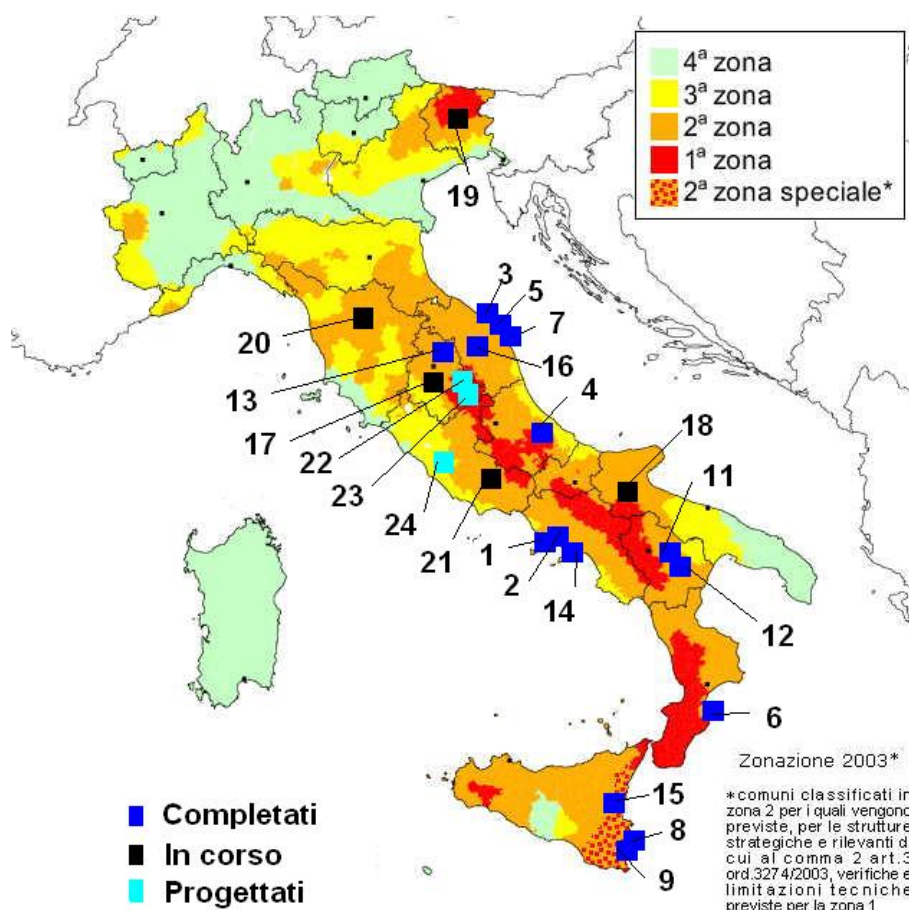 4ª zona
3ª zona
2ª zona
1ª zona
2ª zona speciale*
19
3
5
7
20
16
13
4
17
18
22
11
23
24
21
1
2
14
12
6
Zonazione 2003*
15
8
9
*comuni classificati in
zona 2 per i quali vengono
previste, per le strutture
strategiche e rilevanti di
cui al comma 2 art.3
ord.3274/2003, verifiche e
limitazioni tecniche
previste per la zona 1
Completati
In corso
Progettati